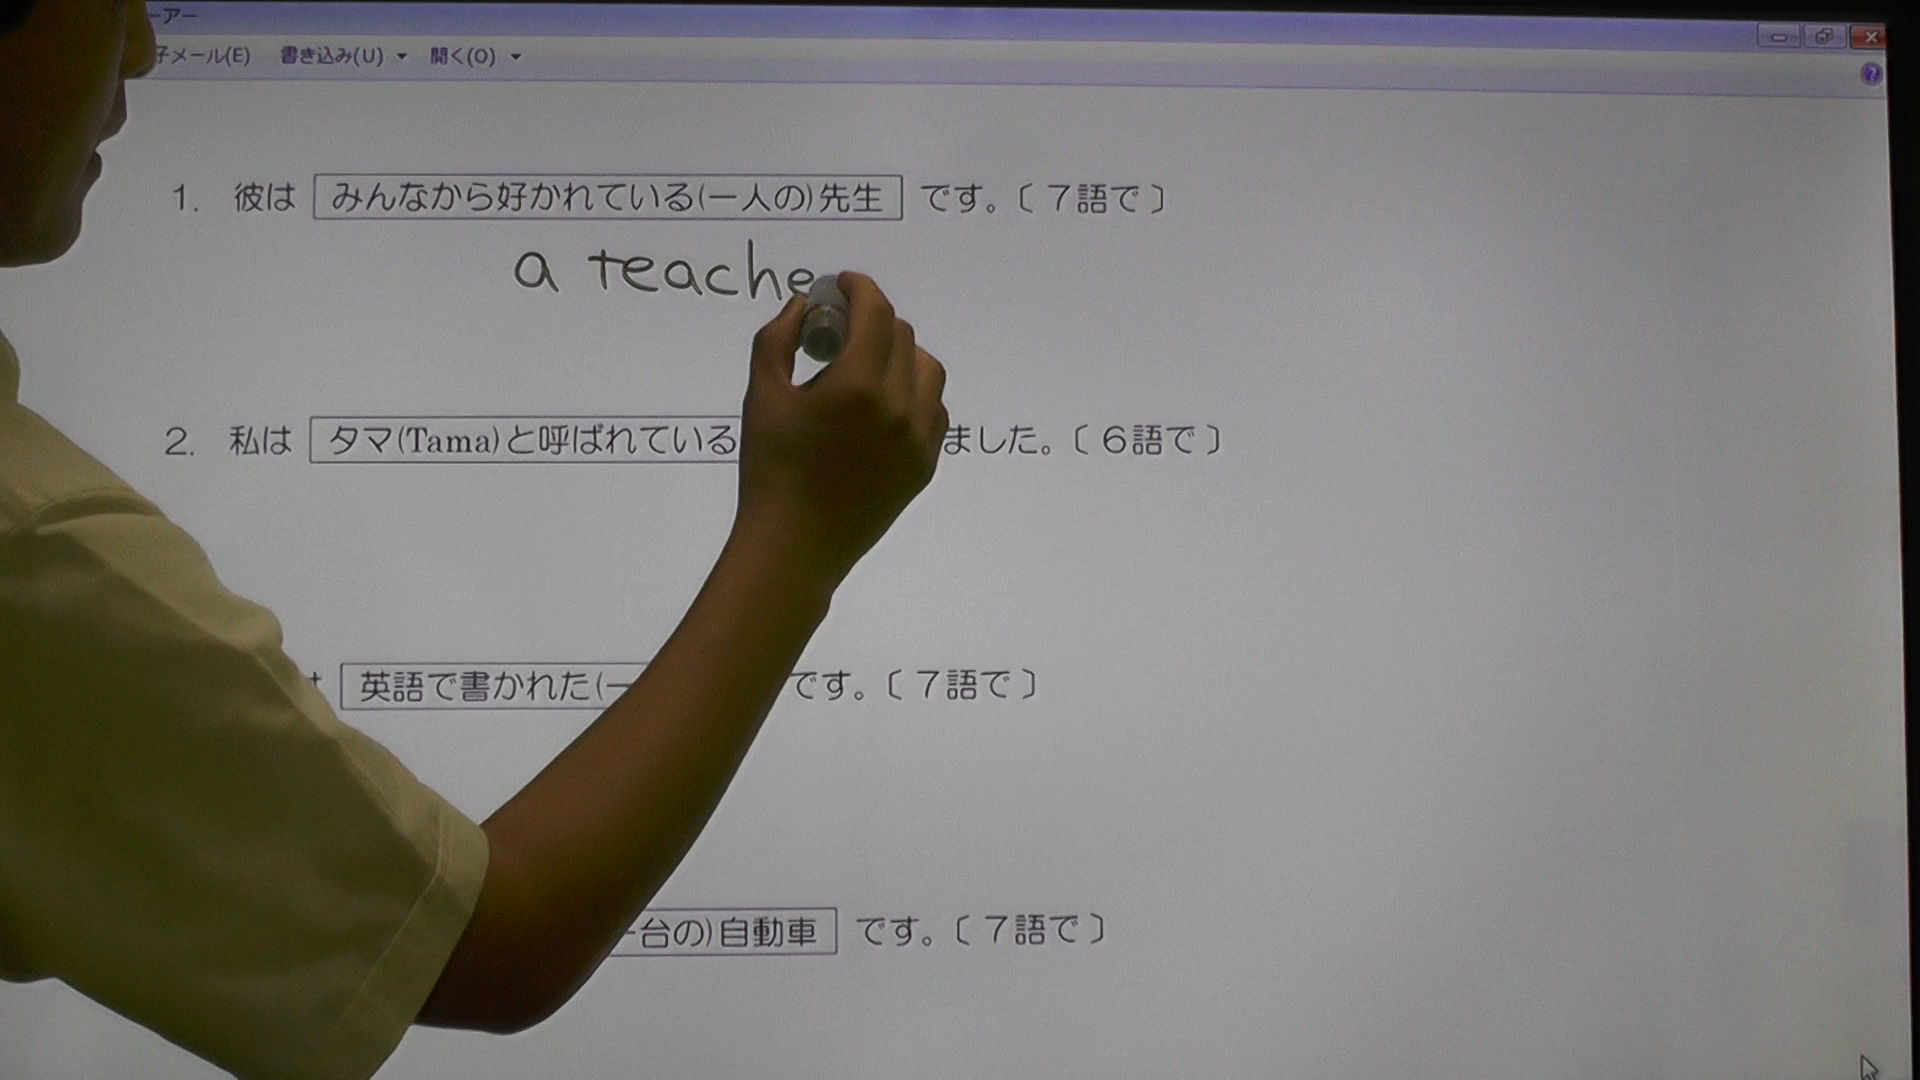 ーアー
子メール(E) 書き込み(U) 開く(O)
1. 彼は みんなから好かれている(一人の)先生 です。〔7語で〕
a teache
2. 私は タマ(Tama)と呼ばれている ました。〔6語で〕
英語で書かれた(一 です。〔7語で〕
台の)自動車 です。〔7語で〕